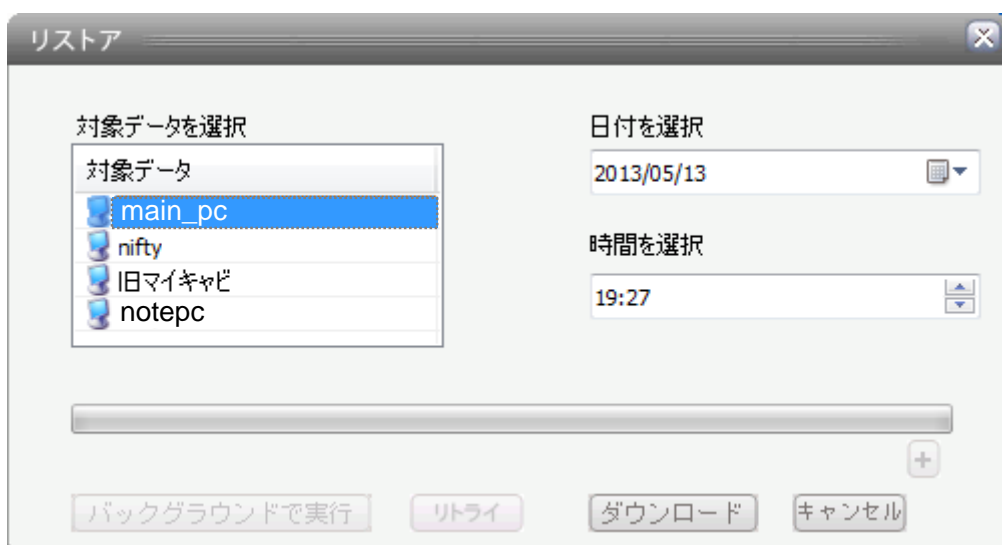 リストア
対象データを選択
対象データ
main_pc
nifty
旧マイキャビ
notepc
日付を選択
2013/05/13
時間を選択
19:27
バックグラウンドで実行
リトライ
ダウンロード
キャンセル